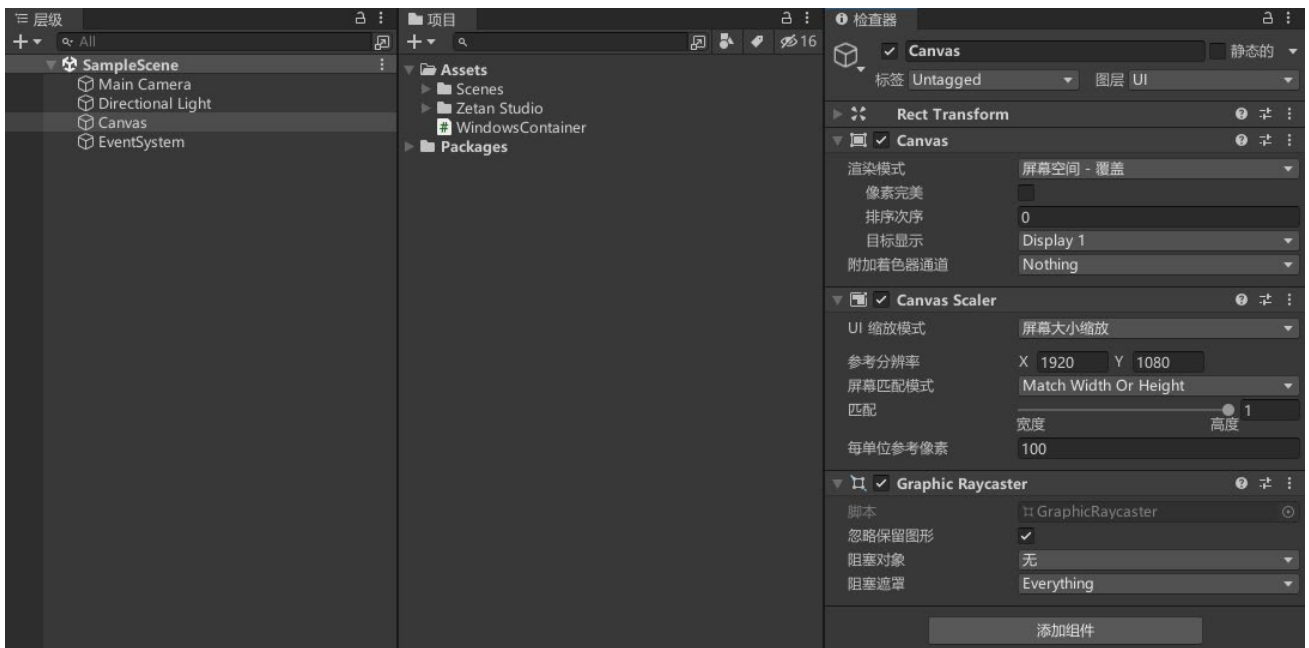 层级
All
SampleScene
Main Camera
Directional Light
Canvas
EventSystem
项目
16
Assets
Scenes
Zetan Studio
WindowsContainer
Packages
检查器
Canvas 静态的
标签 Untagged 图层 UI
Rect Transform
Canvas
渲染模式 屏幕空间 - 覆盖
像素完美
排序次序 0
目标显示 Display 1
附加着色器通道 Nothing
Canvas Scaler
UI 缩放模式 屏幕大小缩放
参考分辨率 X 1920 Y 1080
屏幕匹配模式 Match Width Or Height
匹配 1
宽度 高度
每单位参考像素 100
Graphic Raycaster
脚本 GraphicRaycaster
忽略保留图形
阻塞对象 无
阻塞遮罩 Everything
添加组件